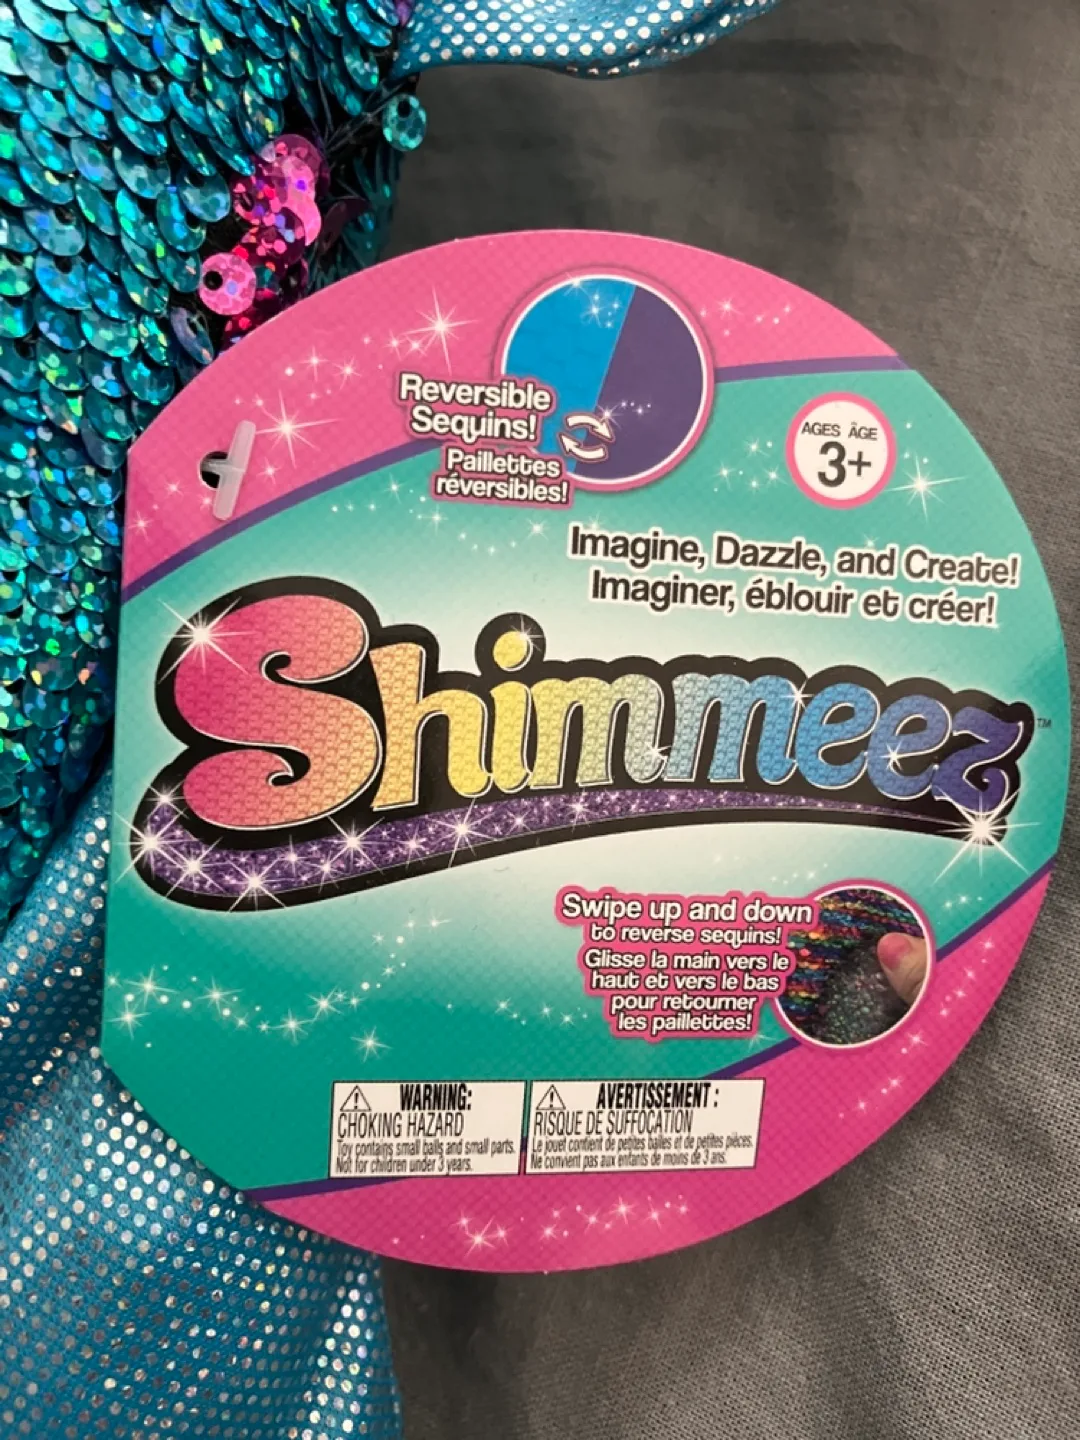 Reversible
Sequins!
Paillettes
réversibles!
AGES ÂGE
3+
Imagine, Dazzle, and Create!
Imaginer, éblouir et créer!
Shimmeez™
Swipe up and down
to reverse sequins!
Glisse la main vers le
haut et vers le bas
pour retourner
les paillettes!
WARNING:
CHOKING HAZARD
Toy contains small balls and small parts.
Not for children under 3 years.
AVERTISSEMENT :
RISQUE DE SUFFOCATION
Le jouet contient de petites balles et de petites pièces.
Ne convient pas aux enfants de moins de 3 ans.